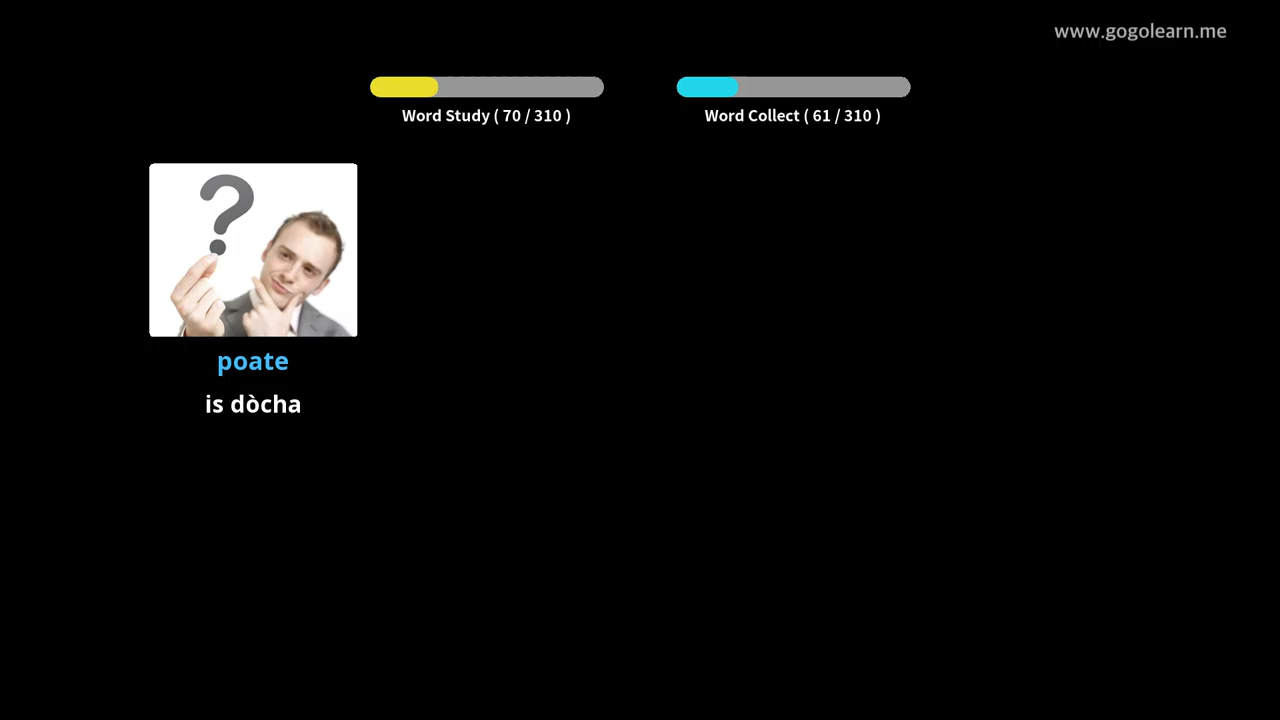 www.gogolearn.me
Word Study ( 70 / 310 )
Word Collect ( 61 / 310 )
?
poate
is dòcha